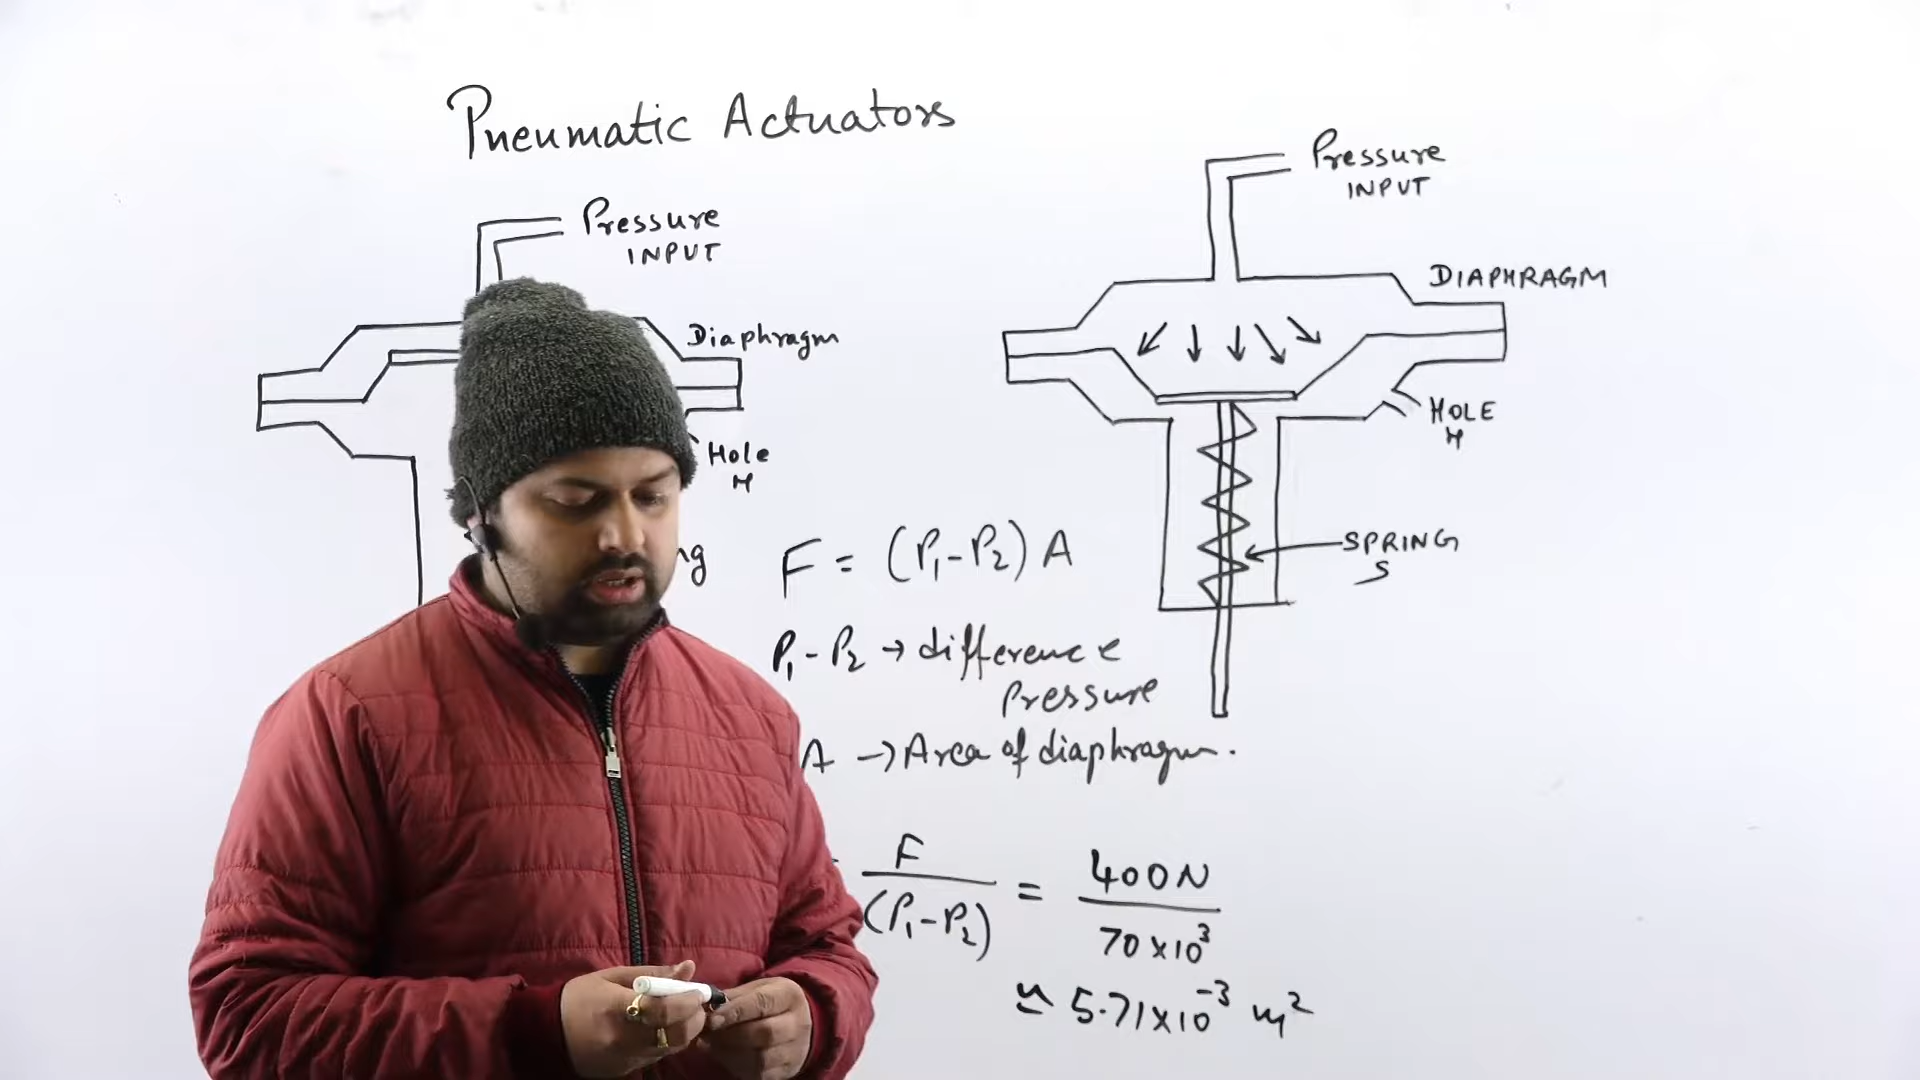 Pneumatic Actuators
Pressure
INPUT
Diaphragm
Hole
H
ng
Pressure
INPUT
DIAPHRAGM
HOLE
H
SPRING
S
F = (P₁-P₂) A
P₁-P₂ → difference
Pressure
A → Area of diaphragm.
F
(P₁-P₂)
=
400N
70×10³
≃ 5.71×10⁻³ m²